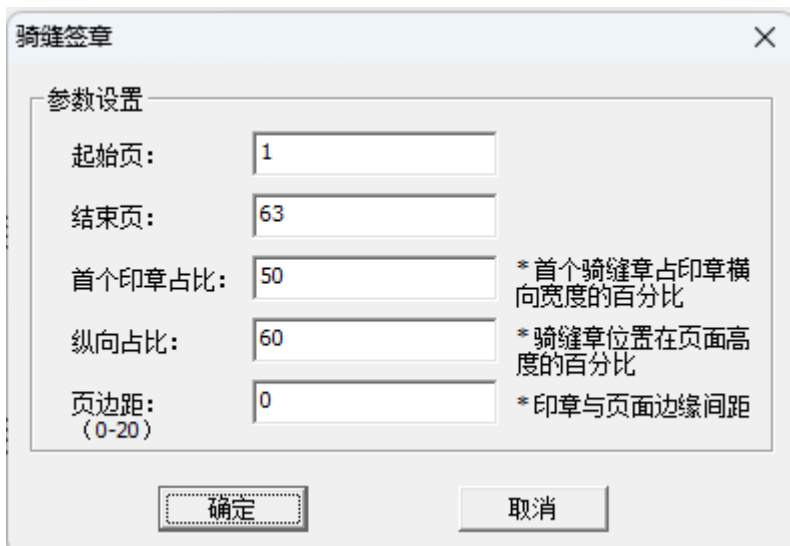 骑缝签章
参数设置
起始页：
1
结束页：
63
首个印章占比：
50
*首个骑缝章占印章横
向宽度的百分比
纵向占比：
60
*骑缝章位置在页面高
度的百分比
页边距：
（0-20）
0
*印章与页面边缘间距
确定
取消